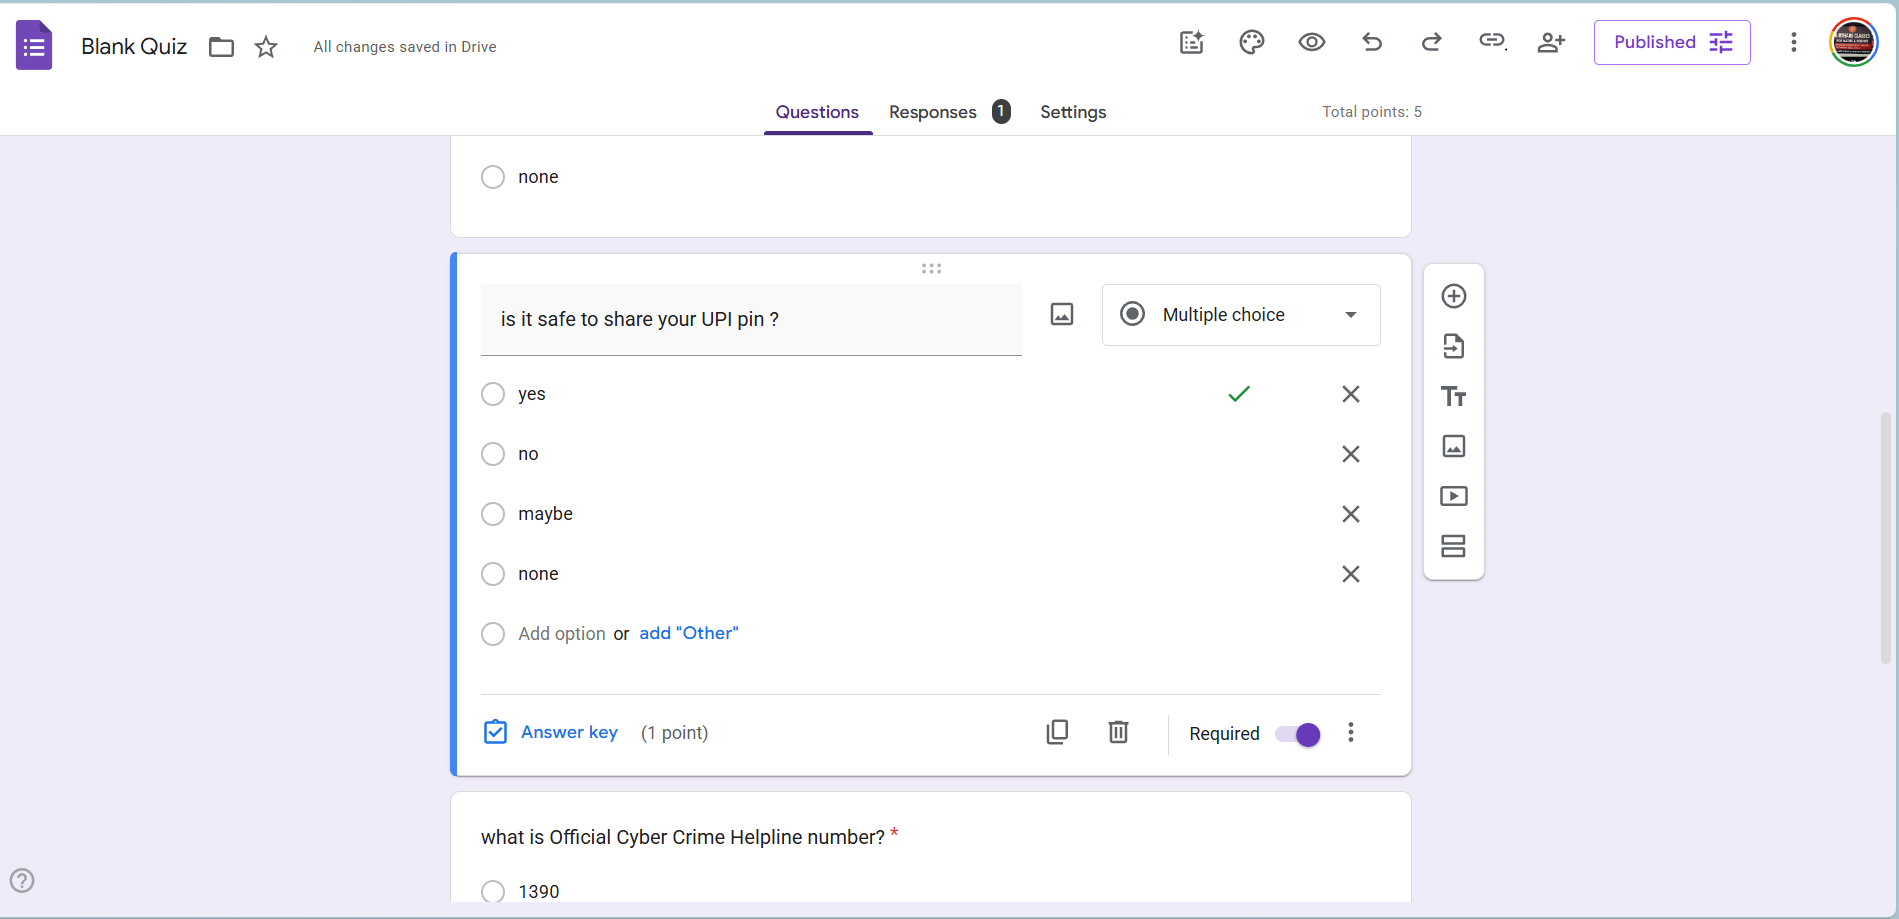 Blank Quiz
All changes saved in Drive
Published
Questions
Responses 1
Settings
Total points: 5
none
is it safe to share your UPI pin ?
Multiple choice
yes
no
maybe
none
Add option or add "Other"
Answer key (1 point)
Required
what is Official Cyber Crime Helpline number? *
1390